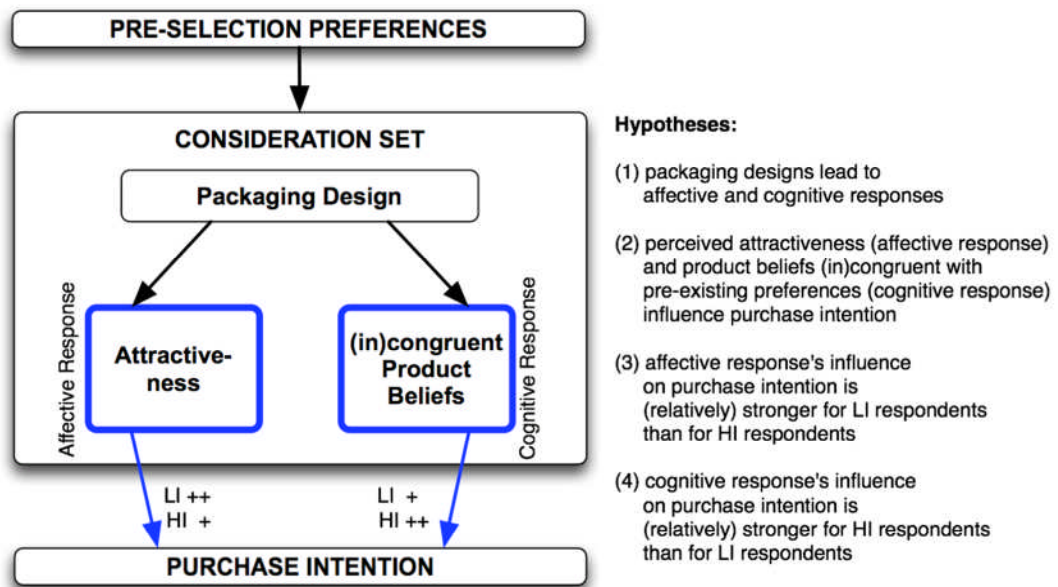 PRE-SELECTION PREFERENCES
CONSIDERATION SET
Packaging Design
Affective Response
Attractive-
ness
(in)congruent
Product
Beliefs
Cognitive Response
LI ++
HI +
LI +
HI ++
PURCHASE INTENTION
Hypotheses:
(1) packaging designs lead to
affective and cognitive responses
(2) perceived attractiveness (affective response)
and product beliefs (in)congruent with
pre-existing preferences (cognitive response)
influence purchase intention
(3) affective response's influence
on purchase intention is
(relatively) stronger for LI respondents
than for HI respondents
(4) cognitive response's influence
on purchase intention is
(relatively) stronger for HI respondents
than for LI respondents